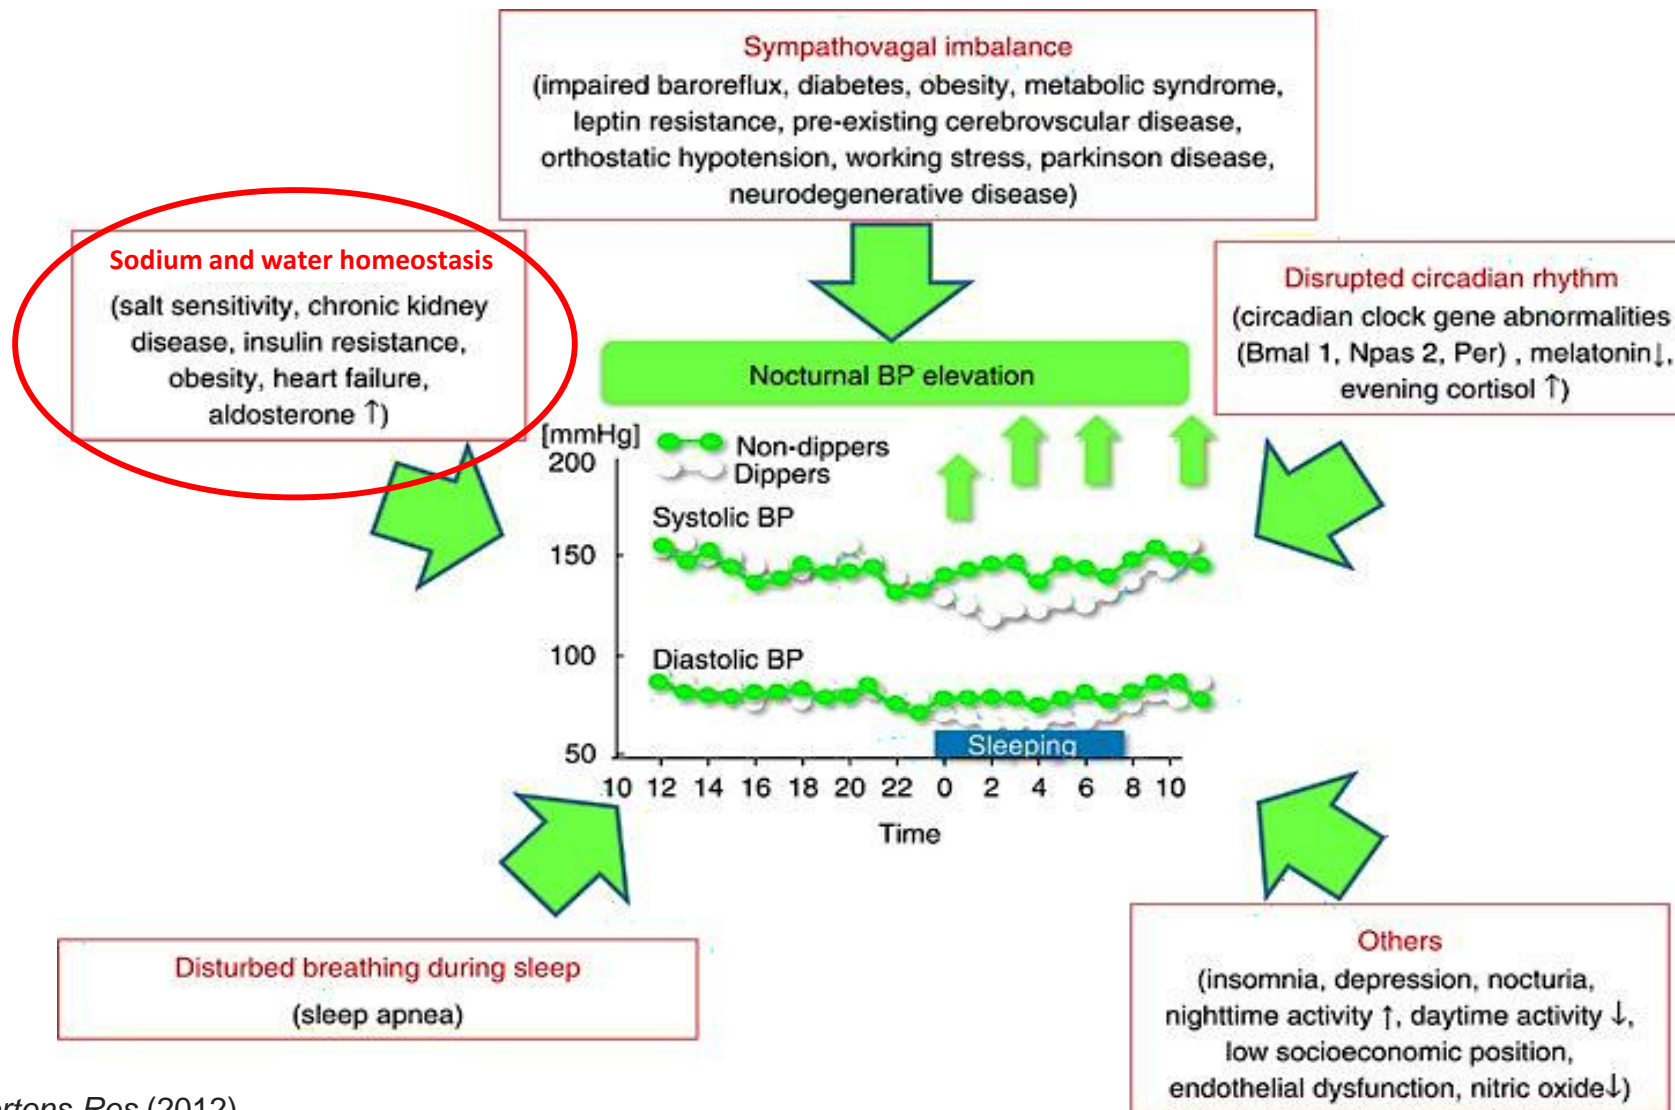 Sympathovagal imbalance
(impaired baroreflux, diabetes, obesity, metabolic syndrome,
leptin resistance, pre-existing cerebrovscular disease,
orthostatic hypotension, working stress, parkinson disease,
neurodegenerative disease)
Sodium and water homeostasis
(salt sensitivity, chronic kidney
disease, insulin resistance,
obesity, heart failure,
aldosterone ↑)
Disrupted circadian rhythm
(circadian clock gene abnormalities
(Bmal 1, Npas 2, Per) , melatonin↓,
evening cortisol ↑)
Nocturnal BP elevation
[mmHg]
Non-dippers
Dippers
200
Systolic BP
150
100
Diastolic BP
50
Sleeping
10 12 14 16 18 20 22 0 2 4 6 8 10
Time
Disturbed breathing during sleep
(sleep apnea)
Others
(insomnia, depression, nocturia,
nighttime activity ↑, daytime activity ↓,
low socioeconomic position,
endothelial dysfunction, nitric oxide↓)
Res (2012)